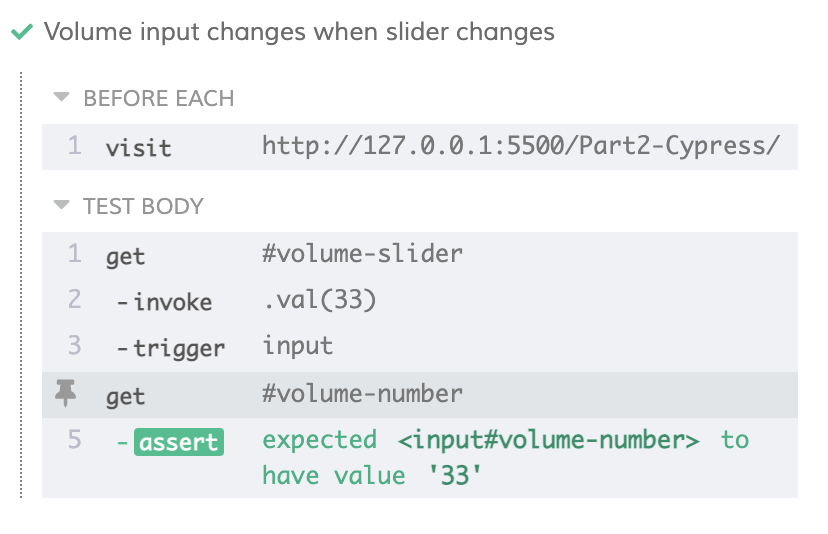 Volume input changes when slider changes
BEFORE EACH
1 visit http://127.0.0.1:5500/Part2-Cypress/
TEST BODY
1 get #volume-slider
2 -invoke .val(33)
3 -trigger input
get #volume-number
5 -assert expected <input#volume-number> to
have value '33'